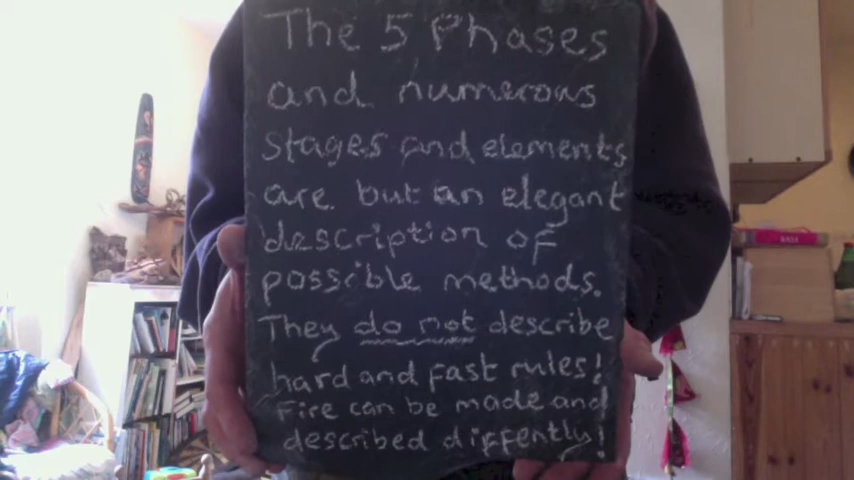 The 5 Phases
and numerous
stages and elements
are but an elegant
description of
possible methods.
They do not describe
hard and fast rules!
Fire can be made and
described diffently!